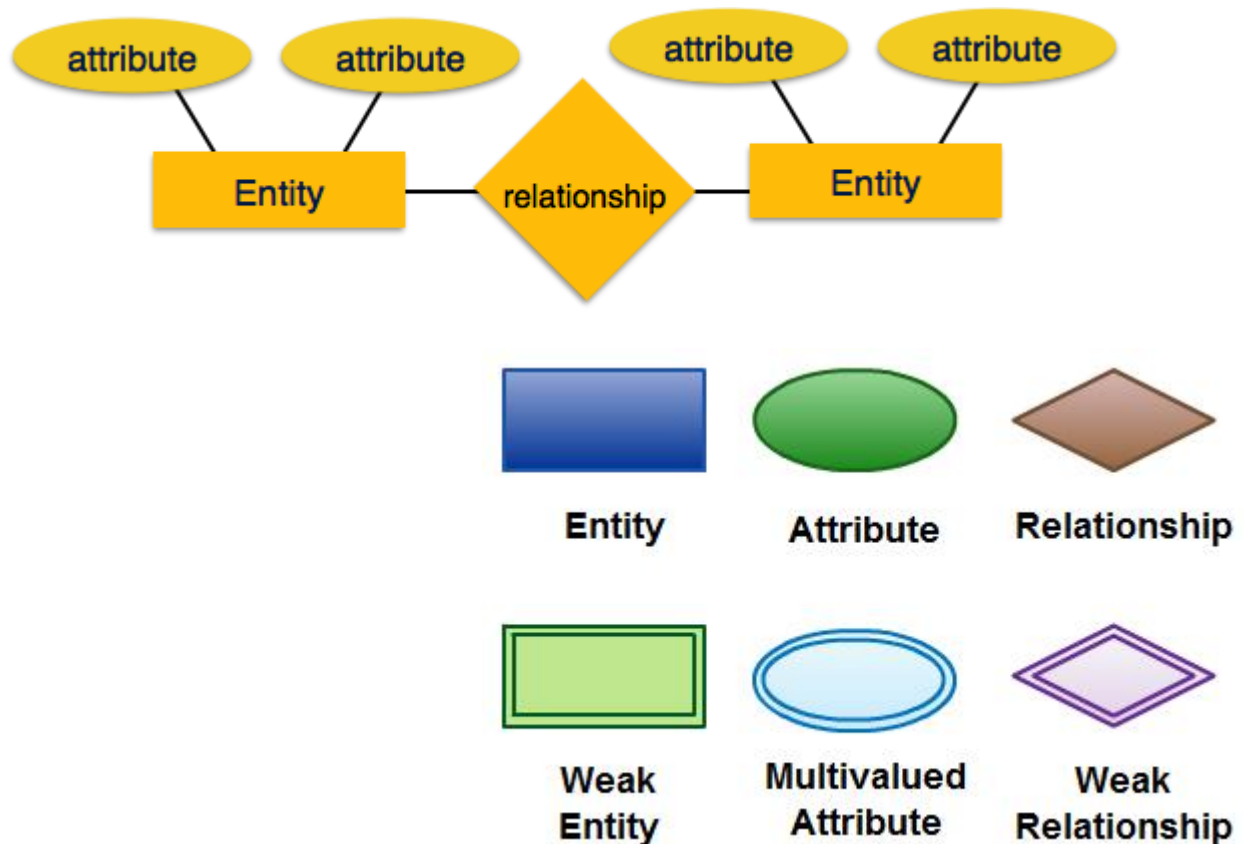 attribute
attribute
attribute
attribute
Entity
relationship
Entity
Entity
Attribute
Relationship
Weak
Entity
Multivalued
Attribute
Weak
Relationship